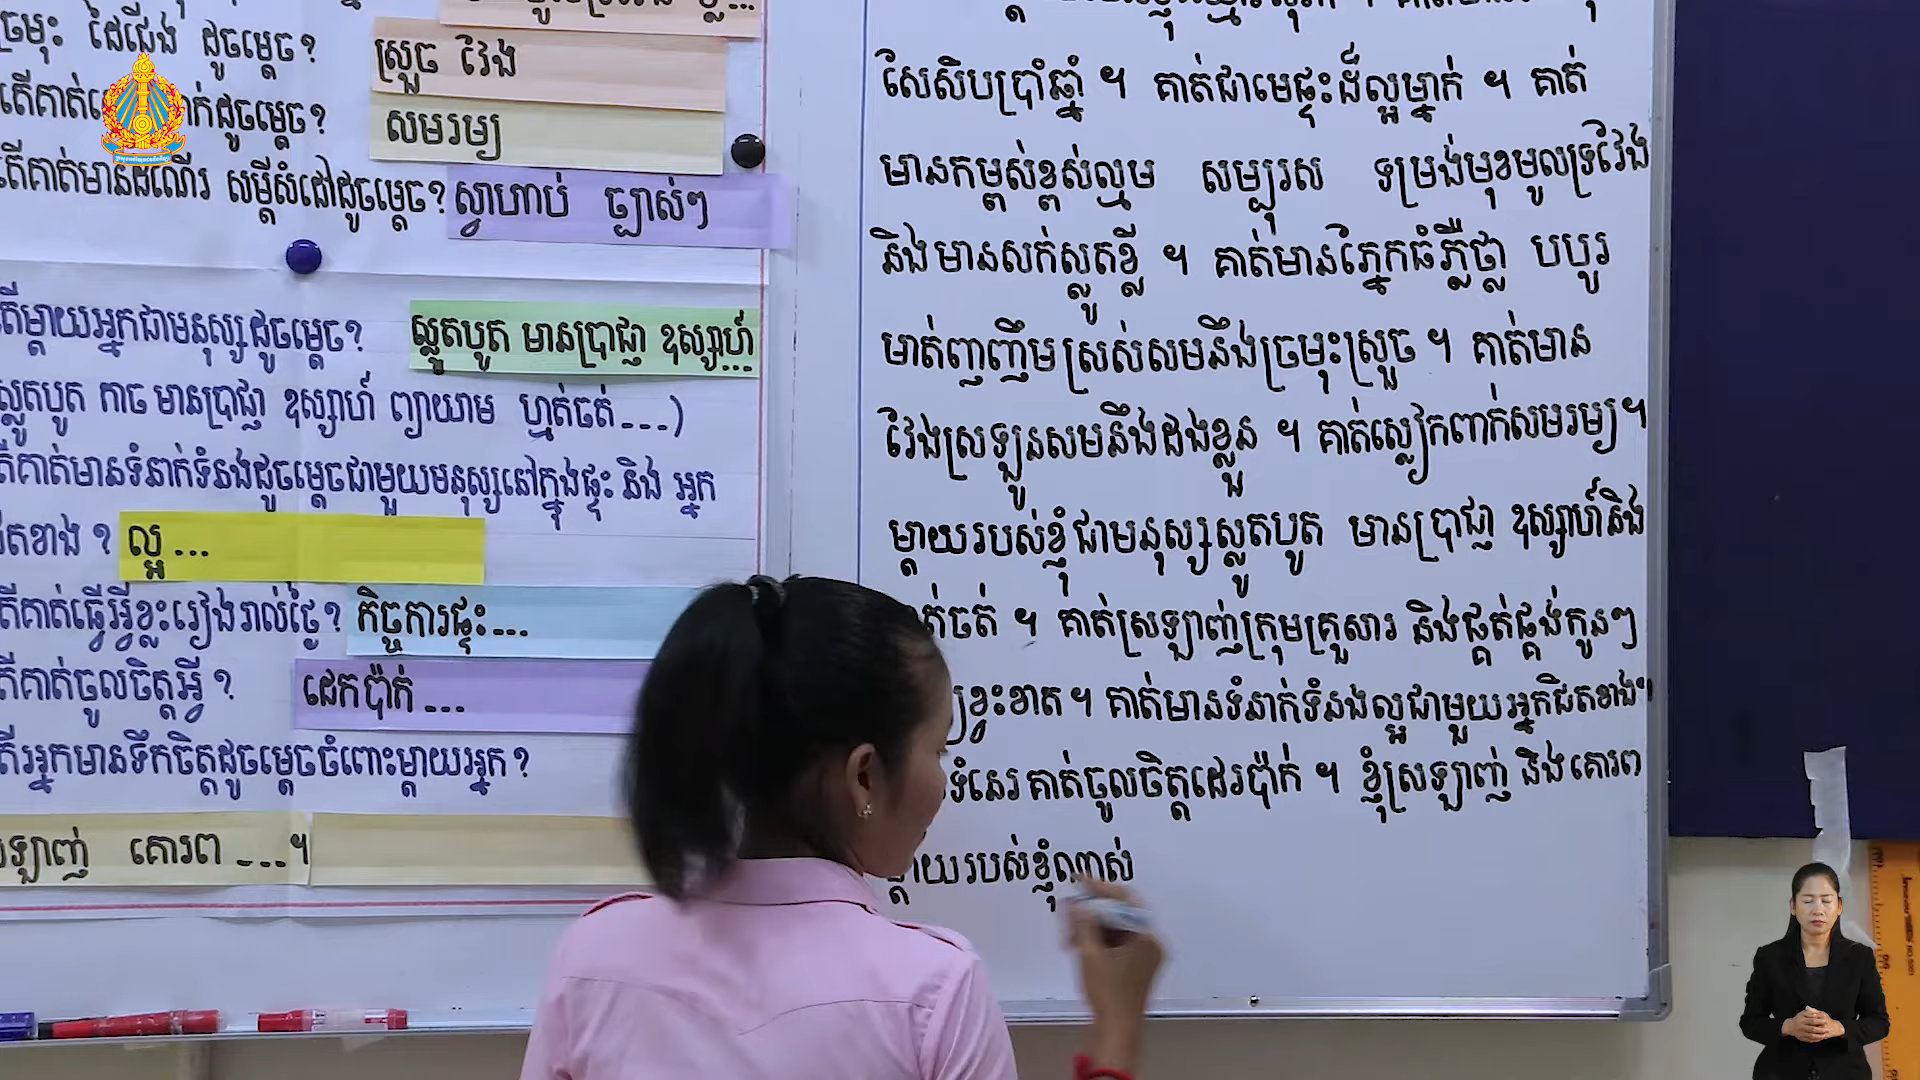 ច្រមុះ ដៃជើង ដូចម្តេច?
ស្រួច វែង
តើគាត់ ដូចម្តេច?
សមរម្យ
តើគាត់មានដំណើរ សម្តីសំដៅដូចម្តេច?
ស្វាហាប់ ច្បាស់ៗ
តើម្តាយអ្នកជាមនុស្សដូចម្តេច?
ស្លូតបូត មានប្រាជ្ញា ឧស្សាហ៍...
ស្លូតបូត កាច មានប្រាជ្ញា ឧស្សាហ៍ ព្យាយាម ហ្មត់ចត់...)
តើគាត់មានទំនាក់ទំនងដូចម្តេចជាមួយមនុស្សនៅក្នុងផ្ទះ និង អ្នក
ជិតខាង ?
ល្អ ...
តើគាត់ធ្វើអ្វីខ្លះរៀងរាល់ថ្ងៃ?
កិច្ចការផ្ទះ...
តើគាត់ចូលចិត្តអ្វី ?
ដេកប៉ាក់ ...
តើអ្នកមានទឹកចិត្តដូចម្តេចចំពោះម្តាយអ្នក?
ស្រឡាញ់ គោរព ...។
សែសិបប្រាំឆ្នាំ ។ គាត់ជាមេផ្ទះដ៏ល្អម្នាក់ ។ គាត់
មានកម្ពស់ខ្ពស់ល្មម សម្បុរស ទម្រង់មុខមូលទ្រវែង
និងមានសក់ស្លូតខ្លី ។ គាត់មានភ្នែកធំភ្លឺថ្លា បបូរ
មាត់ញញឹមស្រស់សមនឹងច្រមុះស្រួច ។ គាត់មាន
វែងស្រឡូនសមនឹងដងខ្លួន ។ គាត់ស្លៀកពាក់សមរម្យ ។
ម្តាយរបស់ខ្ញុំជាមនុស្សស្លូតបូត មានប្រាជ្ញា ឧស្សាហ៍និង
ចត់ ។ គាត់ស្រឡាញ់ក្រុមគ្រួសារ និងផ្គត់ផ្គង់កូនៗ
ខ្វះខាត ។ គាត់មានទំនាក់ទំនងល្អជាមួយអ្នកជិតខាង។
ទំនេរ គាត់ចូលចិត្តដេរប៉ាក់ ។ ខ្ញុំស្រឡាញ់ និងគោរព
ម្តាយរបស់ខ្ញុំណាស់